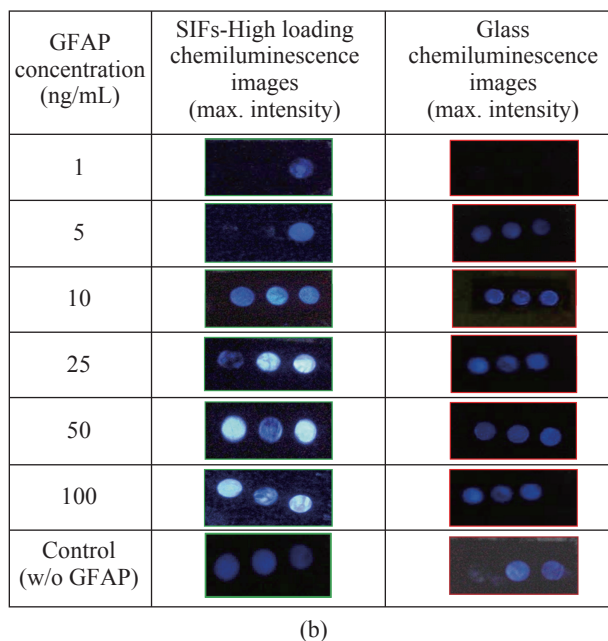 GFAP
concentration
(ng/mL)
SIFs-High loading
chemiluminescence
images
(max. intensity)
Glass
chemiluminescence
images
(max. intensity)
1
5
10
25
50
100
Control
(w/o GFAP)
(b)